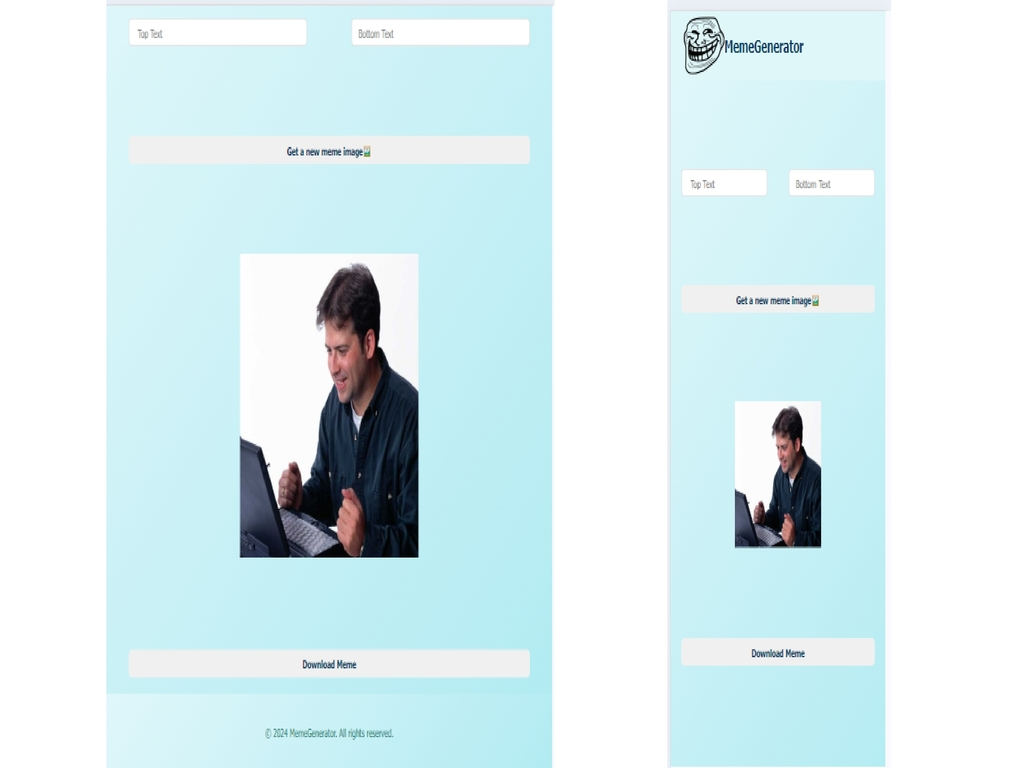 Top Text
Bottom Text
Get a new meme image
Download Meme
© 2024 MemeGenerator. All rights reserved.
MemeGenerator
Top Text
Bottom Text
Get a new meme image
Download Meme